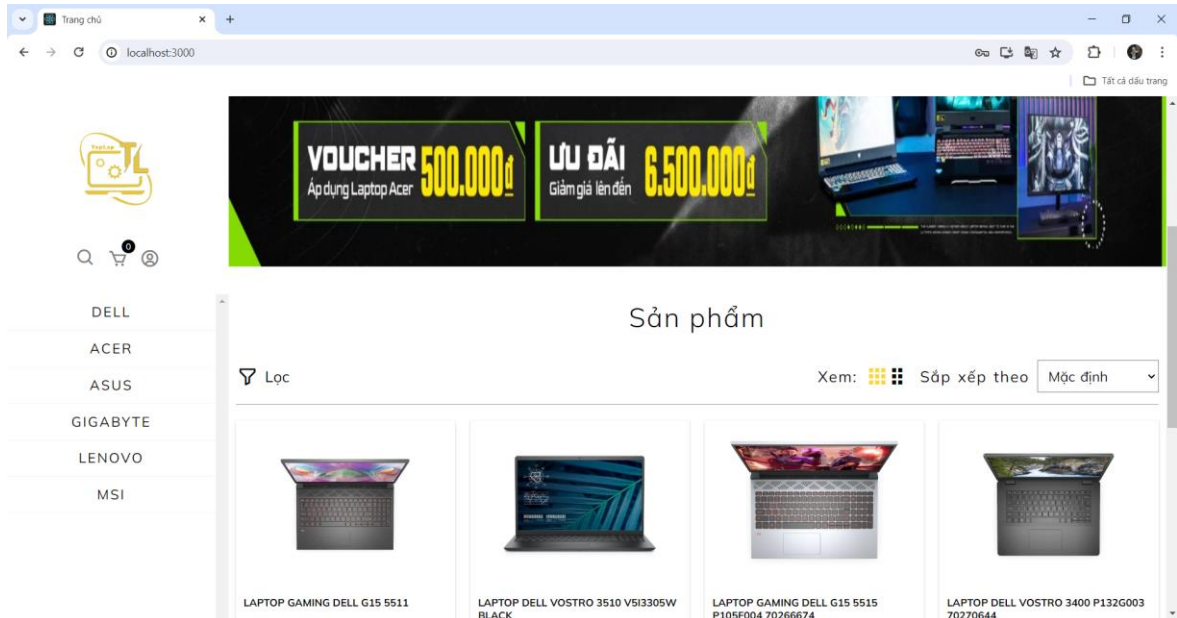 Trang chủ
localhost:3000
Tất cả dấu trang
TopLap
TL
VOUCHER 500.000đ
Áp dụng Laptop Acer
ƯU ĐÃI 6.500.000đ
Giảm giá lên đến
0
DELL
ACER
ASUS
GIGABYTE
LENOVO
MSI
Sản phẩm
Lọc
Xem:
Sắp xếp theo
Mặc định
LAPTOP GAMING DELL G15 5511
LAPTOP DELL VOSTRO 3510 V5I3305W
BLACK
LAPTOP GAMING DELL G15 5515
P105F004 70266674
LAPTOP DELL VOSTRO 3400 P132G003
70270644